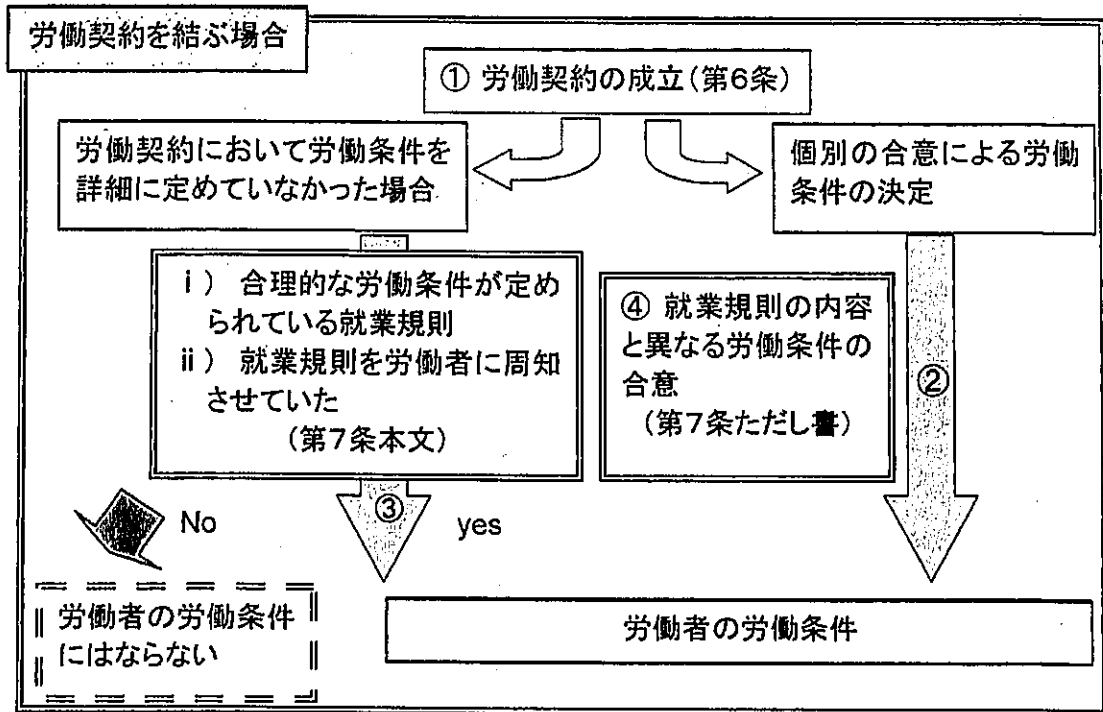 労働契約を結ぶ場合
① 労働契約の成立(第6条)
労働契約において労働条件を
詳細に定めていなかった場合
個別の合意による労働
条件の決定
ⅰ) 合理的な労働条件が定め
られている就業規則
ⅱ) 就業規則を労働者に周知
させていた
(第7条本文)
④ 就業規則の内容
と異なる労働条件の
合意
(第7条ただし書)
②
③
No
yes
労働者の労働条件
にはならない
労働者の労働条件